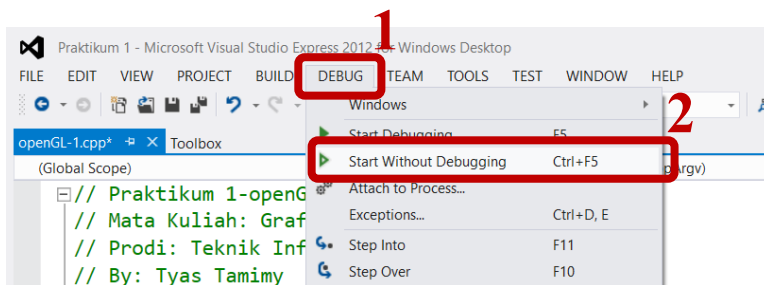 1
Praktikum 1 - Microsoft Visual Studio Express 2012 for Windows Desktop
FILE EDIT VIEW PROJECT BUILD DEBUG TEAM TOOLS TEST WINDOW HELP
Windows
2
openGL-1.cpp* Toolbox
Start Debugging F5
(Global Scope)
Start Without Debugging Ctrl+F5
pArgv)
// Praktikum 1-openG
Attach to Process...
// Mata Kuliah: Graf
Exceptions... Ctrl+D, E
// Prodi: Teknik Inf
Step Into F11
// By: Tyas Tamimy
Step Over F10